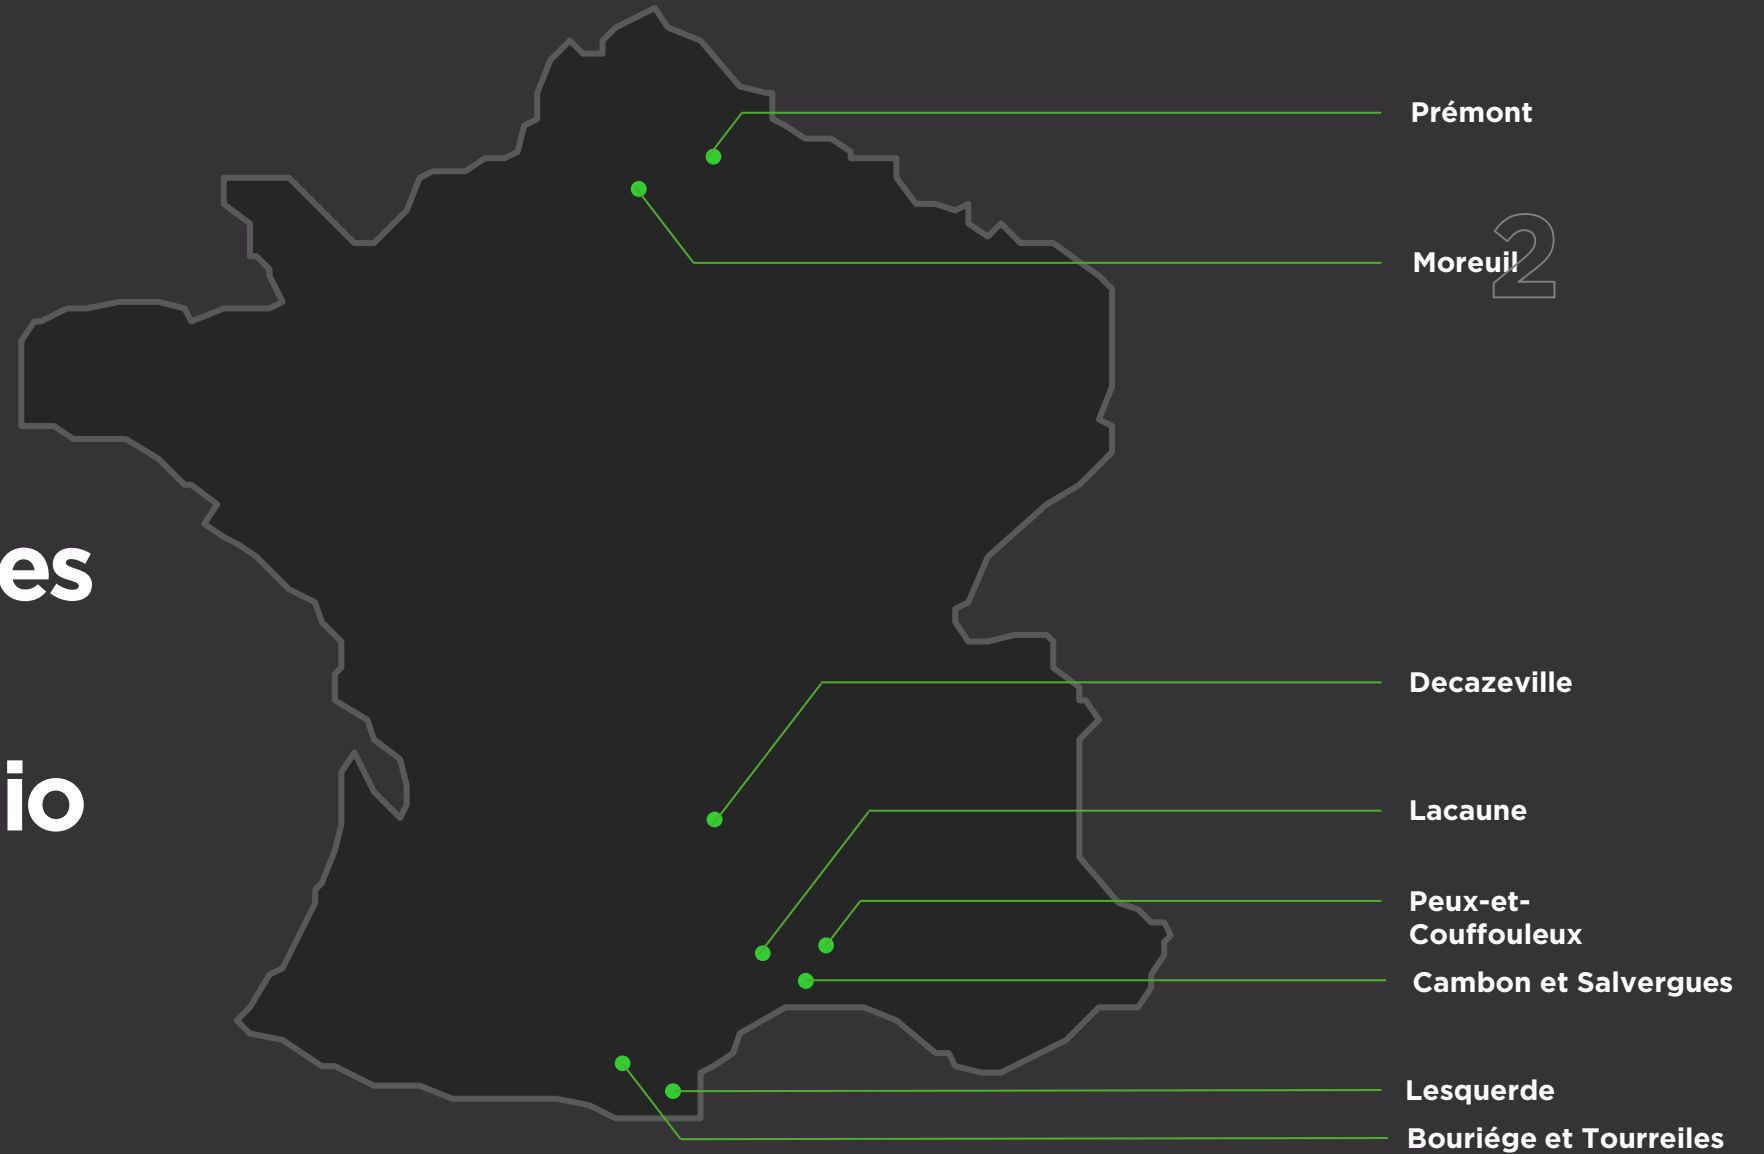 Prémont
Moreuil
2
es
io
Decazeville
Lacaune
Peux-et-
Couffouleux
Cambon et Salvergues
Lesquerde
Bouriége et Tourreiles